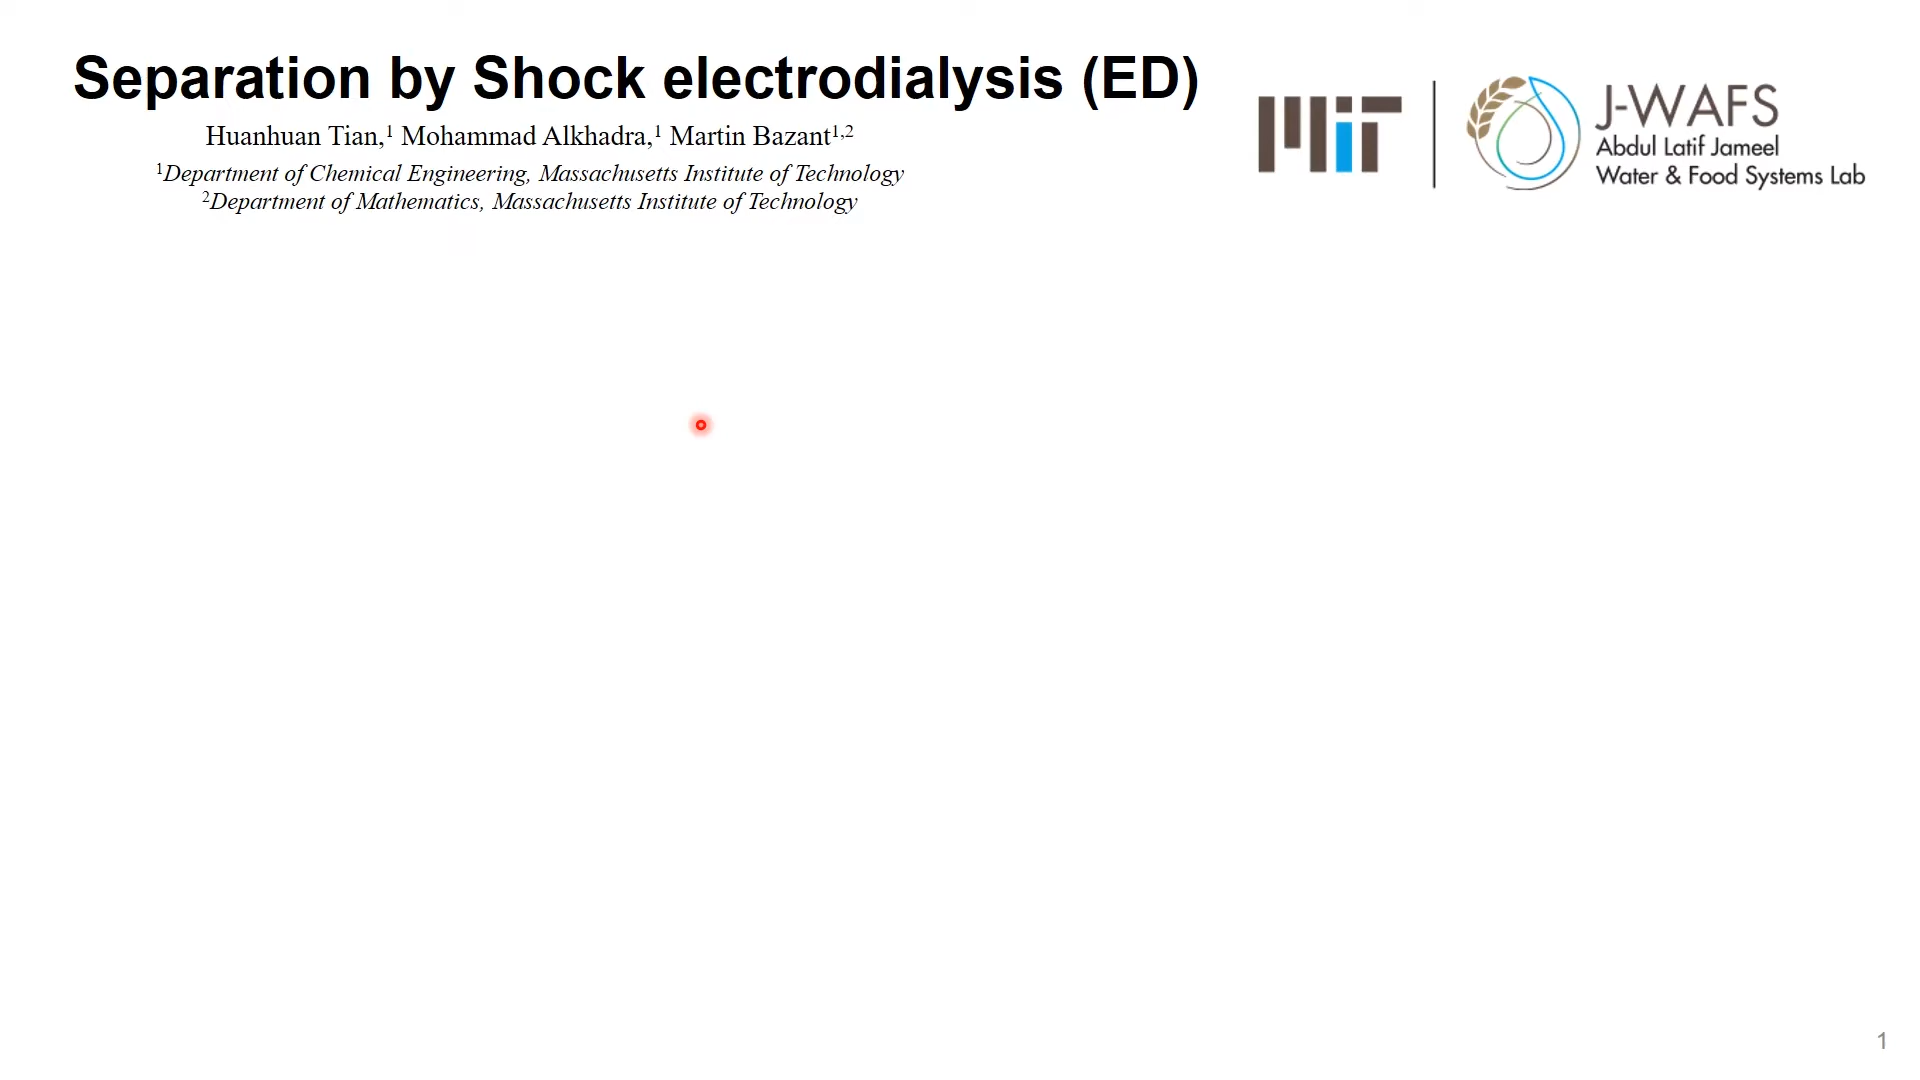 Separation by Shock electrodialysis (ED)
Huanhuan Tian,¹ Mohammad Alkhadra,¹ Martin Bazant¹,²
¹Department of Chemical Engineering, Massachusetts Institute of Technology
²Department of Mathematics, Massachusetts Institute of Technology
MIT
J-WAFS
Abdul Latif Jameel
Water & Food Systems Lab
1